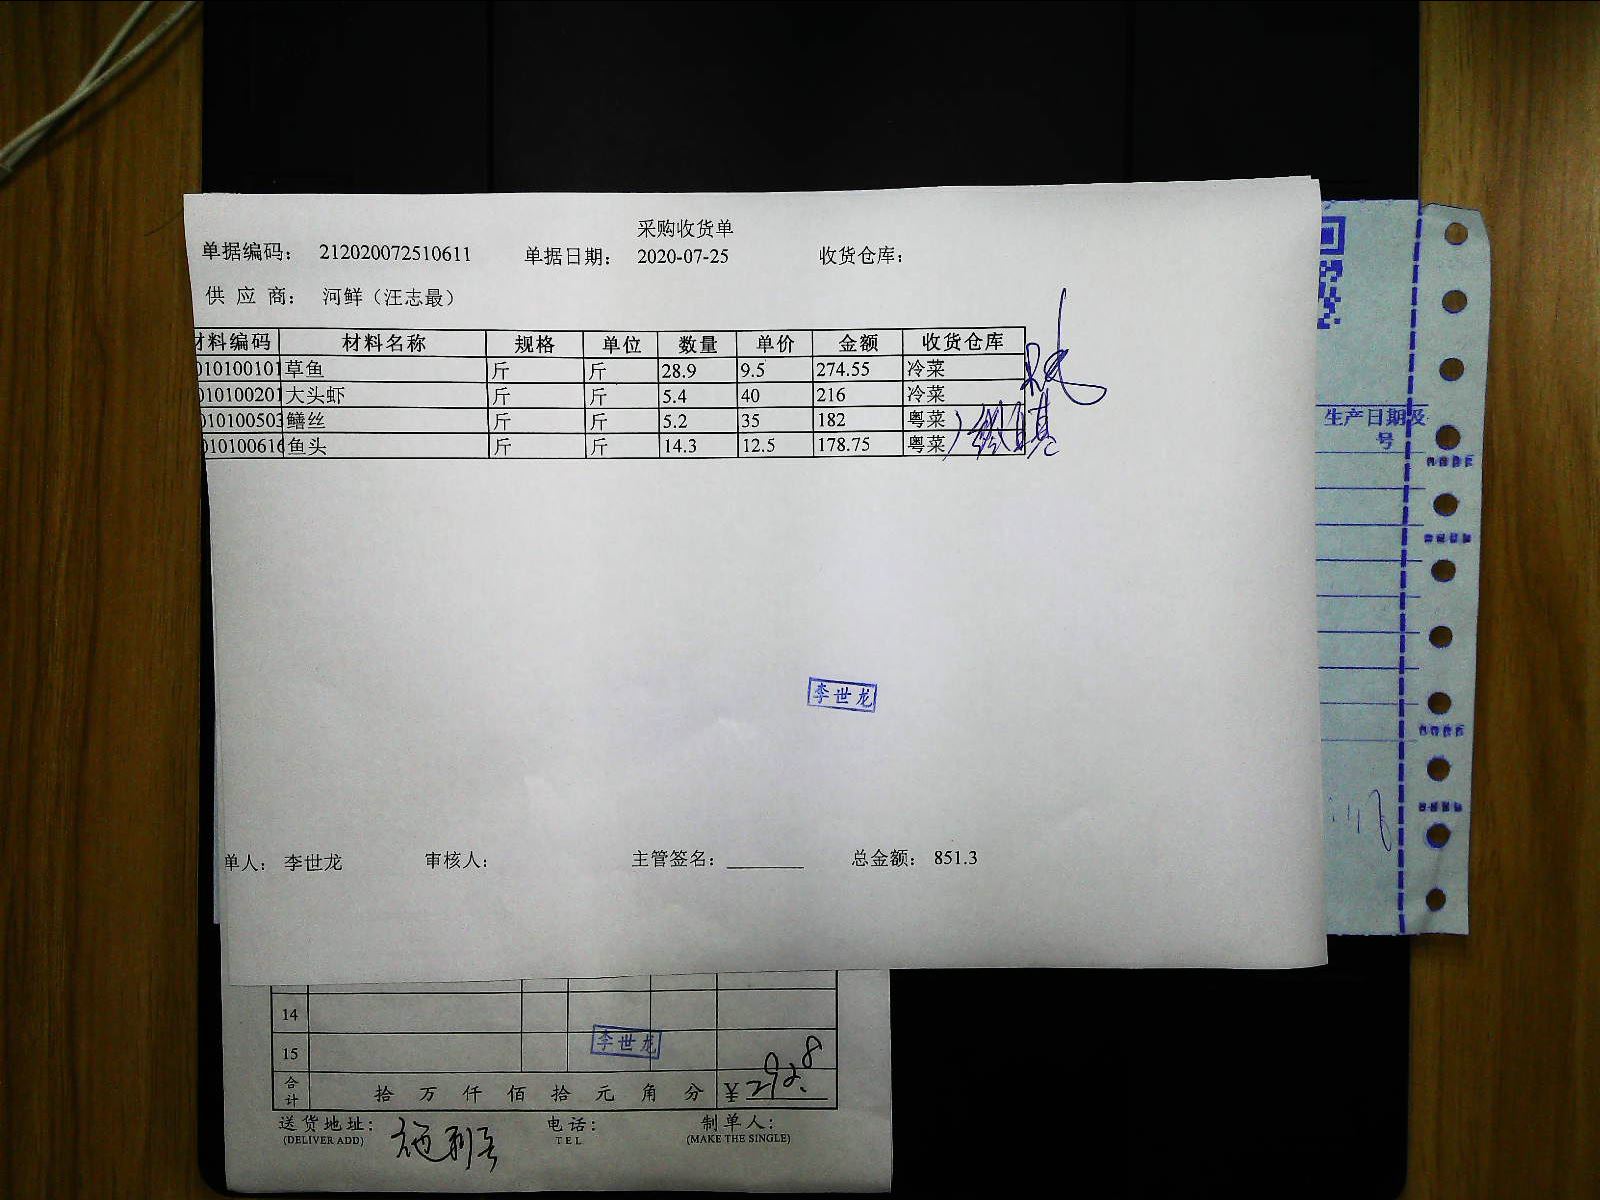 采购收货单
单据编码： 212020072510611 单据日期： 2020-07-25 收货仓库：
供 应 商： 河鲜（汪志最）
材料编码 材料名称 规格 单位 数量 单价 金额 收货仓库
010100101 草鱼 斤 斤 28.9 9.5 274.55 冷菜
010100201 大头虾 斤 斤 5.4 40 216 冷菜
010100503 鳝丝 斤 斤 5.2 35 182 粤菜
010100616 鱼头 斤 斤 14.3 12.5 178.75 粤菜
生产日期及
号
李世龙
单人： 李世龙 审核人： 主管签名：________ 总金额： 851.3
14
15
李世龙
合计 拾 万 仟 佰 拾 元 角 分 ¥ 292.8
送货地址： 电话： 制单人：
(DELIVER ADD) TEL (MAKE THE SINGLE)